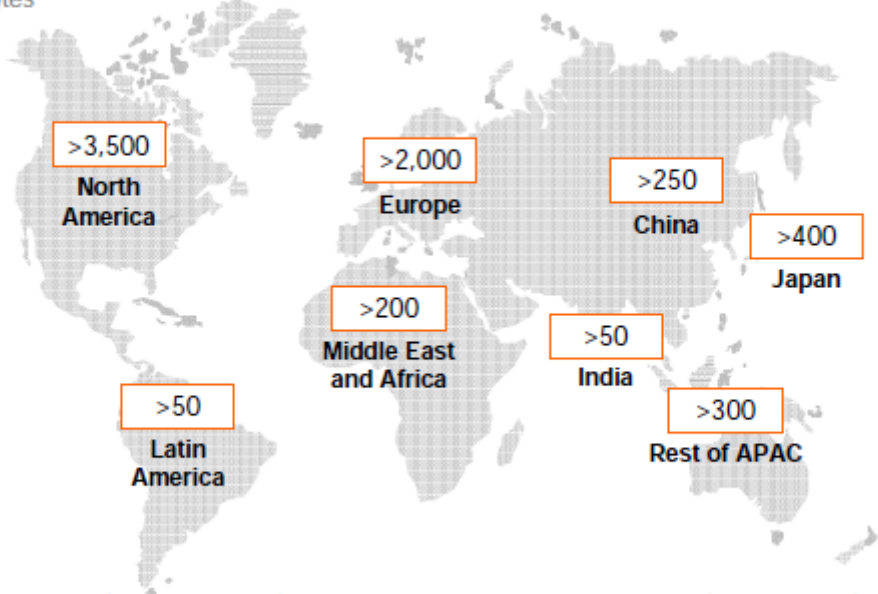 >3,500
North
America
>2,000
Europe
>250
China
>400
Japan
>200
Middle East
and Africa
>50
India
>50
Latin
America
>300
Rest of APAC